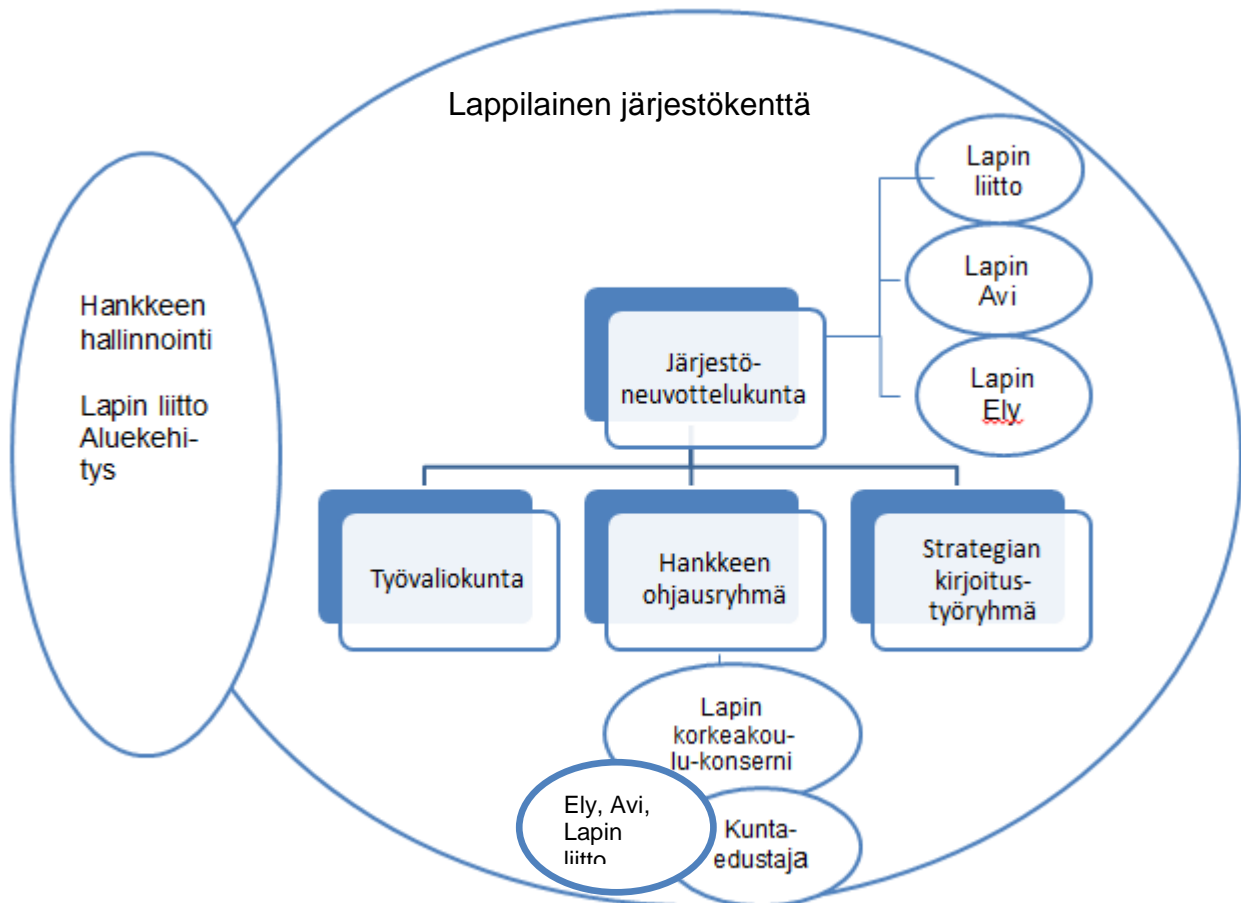 Lappilainen järjestökenttä
Lapin
liitto
Lapin
Avi
Lapin
Ely
Hankkeen
hallinnointi
Lapin liitto
Aluekehi-
tys
Järjestö-
neuvottelukunta
Työvaliokunta
Hankkeen
ohjausryhmä
Strategian
kirjoitus-
työryhmä
Lapin
korkeakou-
lu-konserni
Ely, Avi,
Lapin
liitto
Kunta-
edustaja